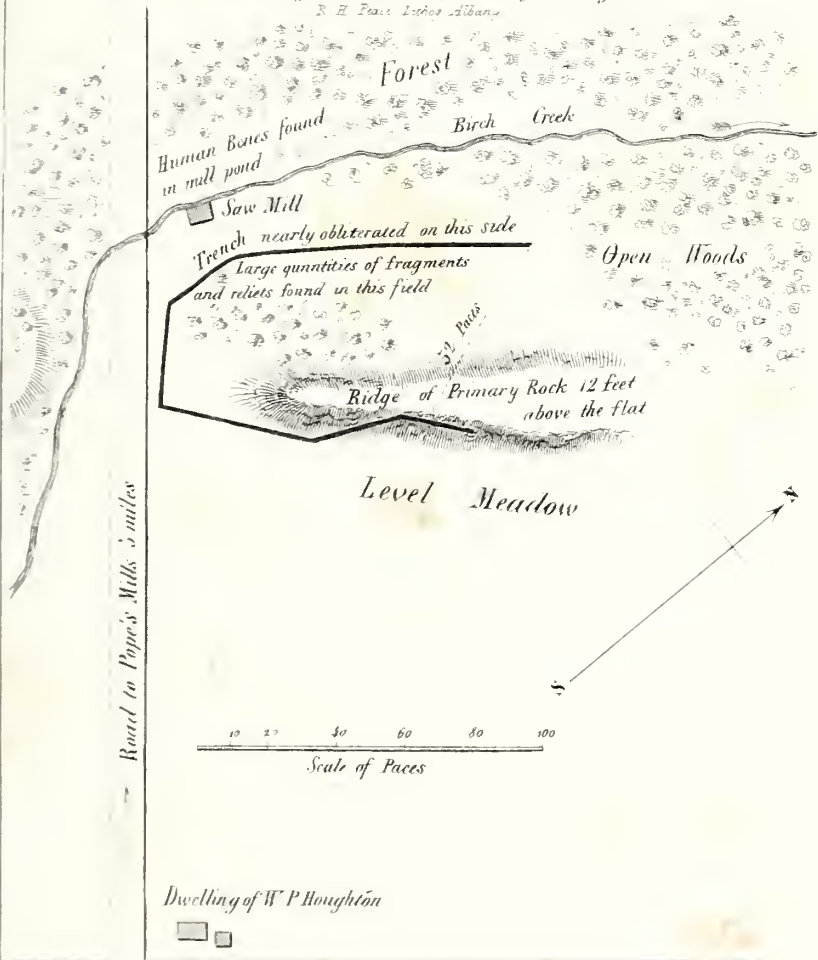 R H Pease Lithog Albany
Forest
Human Bones found
in mill pond
Birch Creek
Saw Mill
Trench nearly obliterated on this side
Large qunntities of fragments
and reliets found in this field
Open Woods
52 Paces
Ridge of Primary Rock 12 feet
above the flat
Level Meadow
Road to Pope's Mills 5 miles
N
S
10 20 40 60 80 100
Scale of Paces
Dwelling of W P Houghton